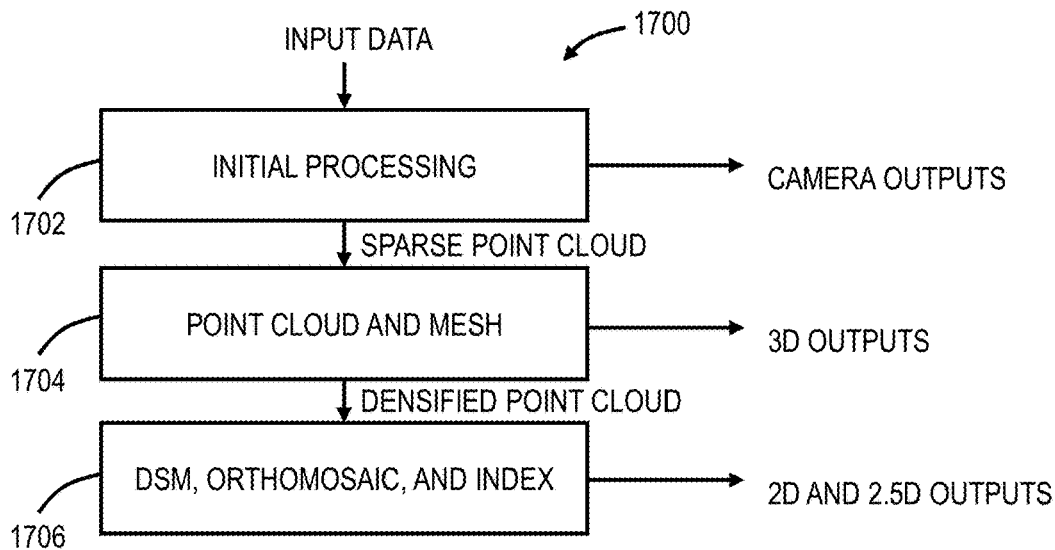 INPUT DATA
1700
INITIAL PROCESSING
CAMERA OUTPUTS
1702
SPARSE POINT CLOUD
POINT CLOUD AND MESH
3D OUTPUTS
1704
DENSIFIED POINT CLOUD
DSM, ORTHOMOSAIC, AND INDEX
2D AND 2.5D OUTPUTS
1706